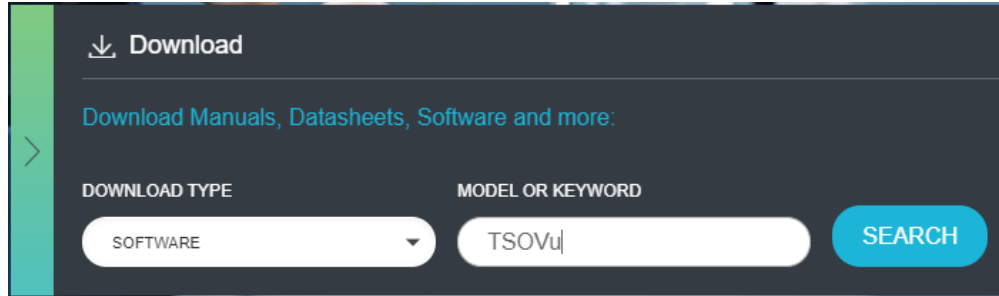 Download
Download Manuals, Datasheets, Software and more:
DOWNLOAD TYPE
MODEL OR KEYWORD
SOFTWARE
TSOVu
SEARCH